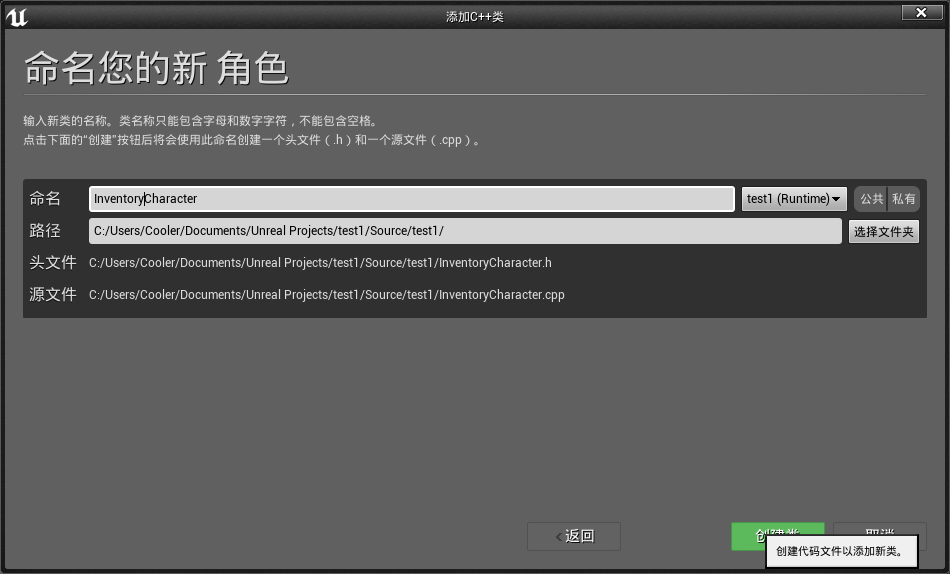 添加C++类
命名您的新 角色
输入新类的名称。类名称只能包含字母和数字字符，不能包含空格。
点击下面的“创建”按钮后将会使用此命名创建一个头文件（.h）和一个源文件（.cpp）。
命名 InventoryCharacter test1 (Runtime) 公共 私有
路径 C:/Users/Cooler/Documents/Unreal Projects/test1/Source/test1/ 选择文件夹
头文件 C:/Users/Cooler/Documents/Unreal Projects/test1/Source/test1/InventoryCharacter.h
源文件 C:/Users/Cooler/Documents/Unreal Projects/test1/Source/test1/InventoryCharacter.cpp
返回 创建类 取消
创建代码文件以添加新类。